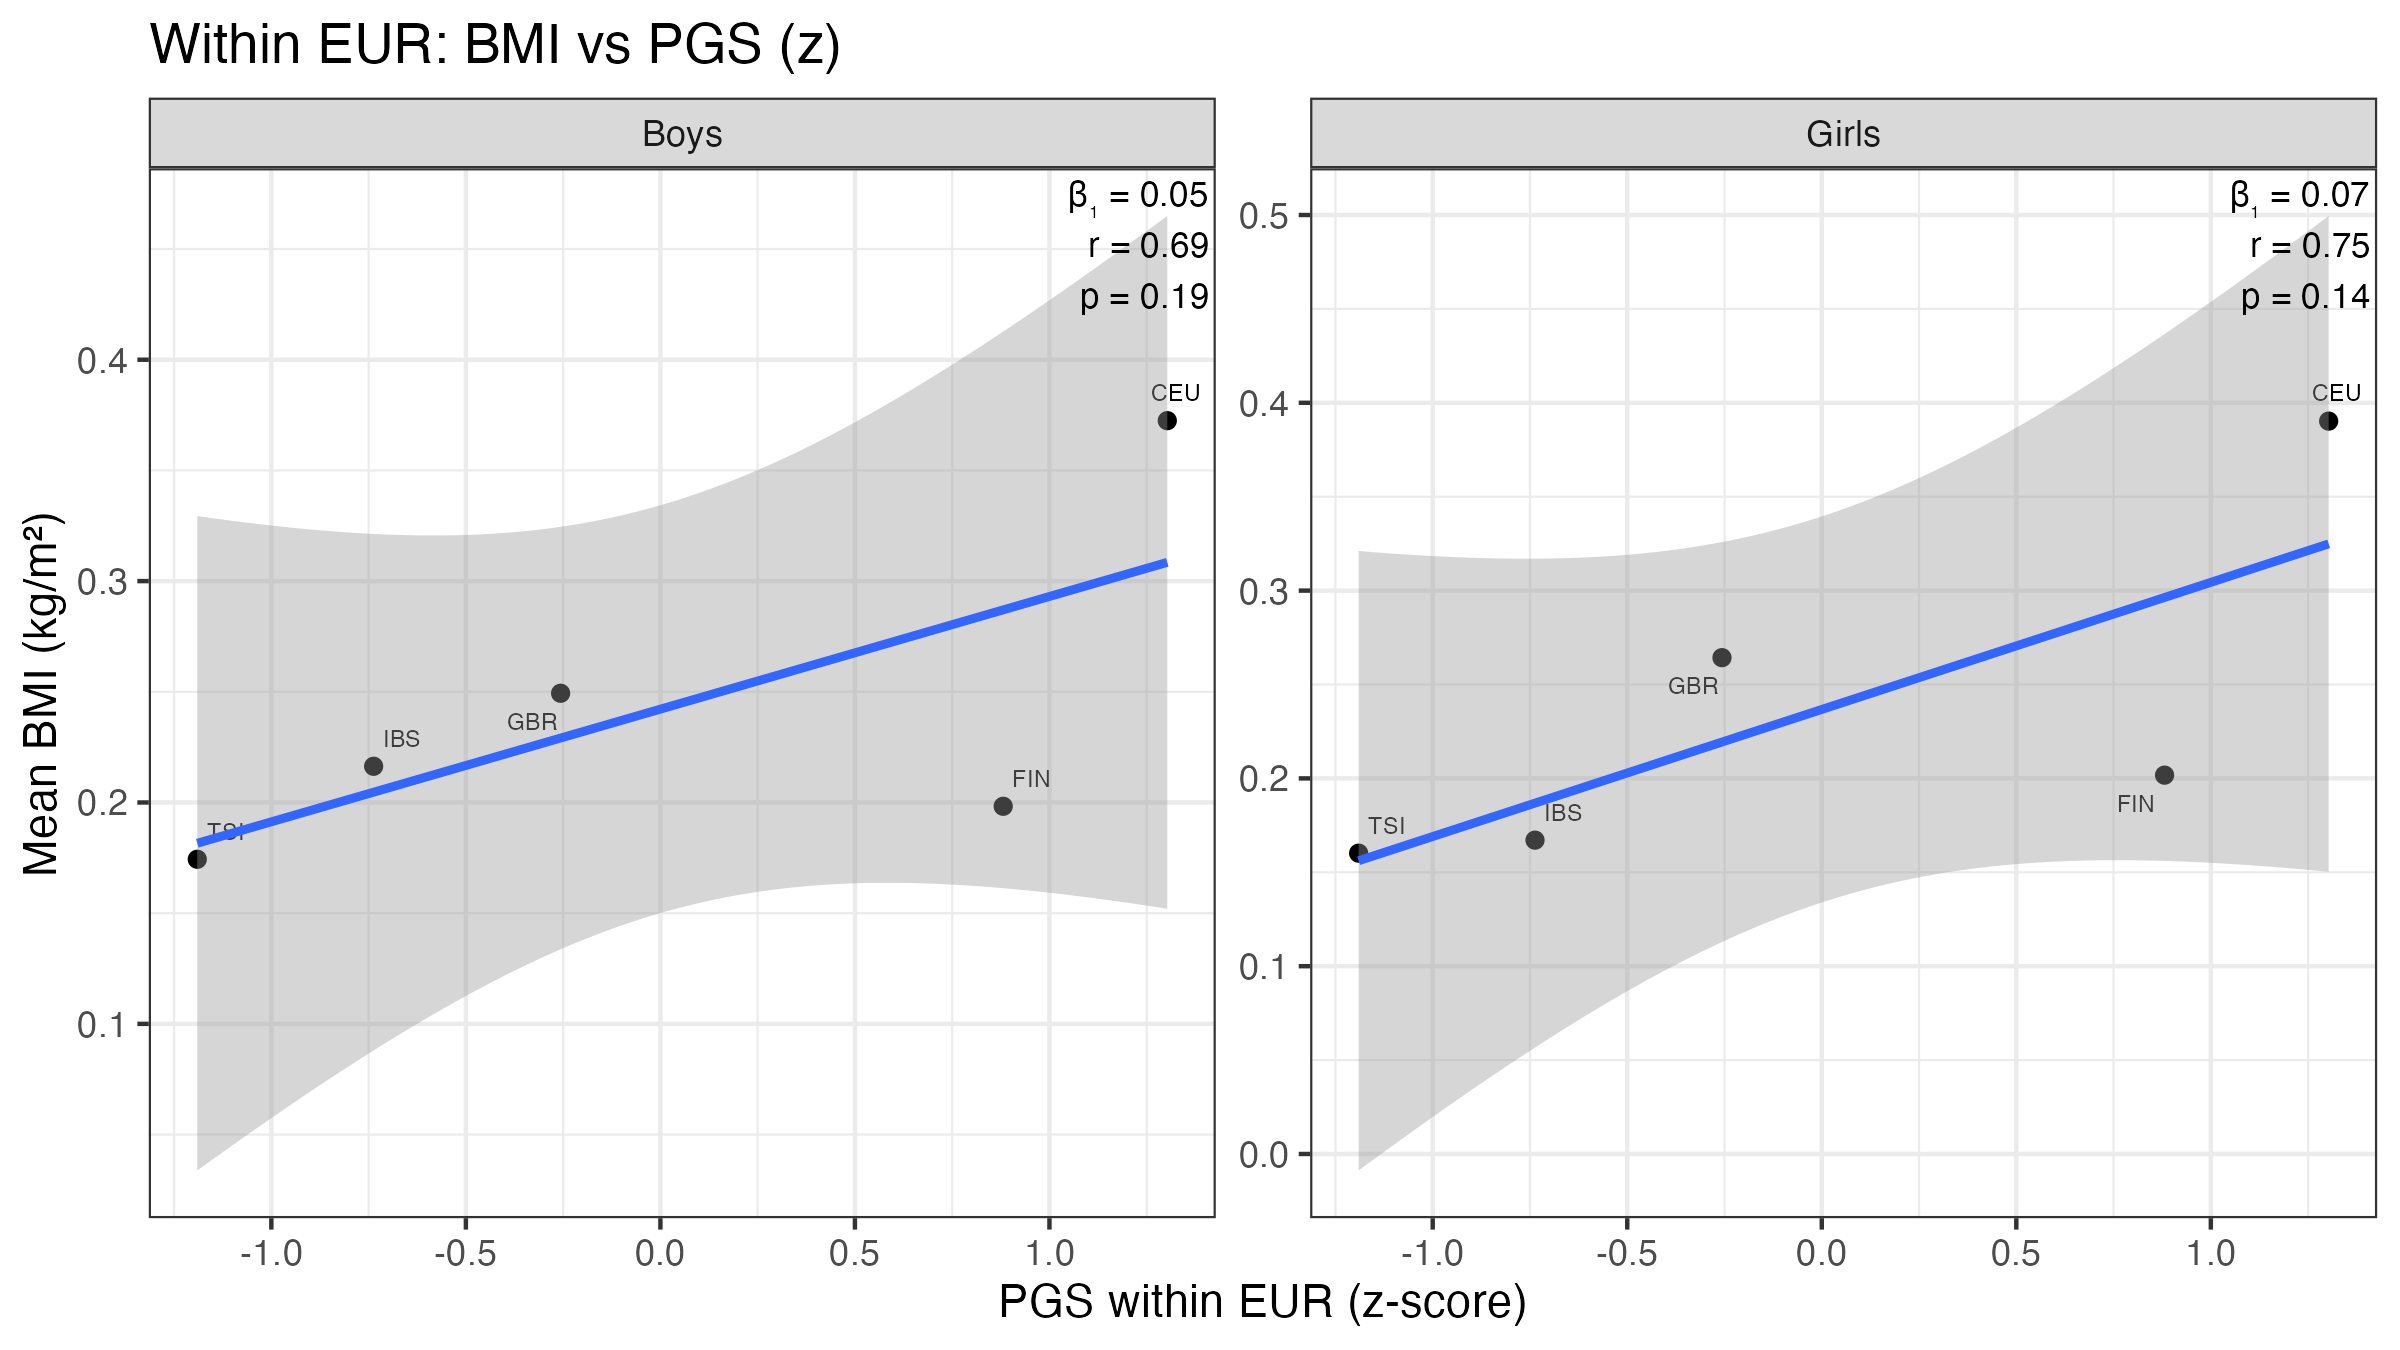 Within EUR: BMI vs PGS (z)
Boys
Girls
β₁ = 0.05
r = 0.69
p = 0.19
β₁ = 0.07
r = 0.75
p = 0.14
Mean BMI (kg/m²)
0.4
0.3
0.2
0.1
CEU
IBS
GBR
FIN
TSI
-1.0
-0.5
0.0
0.5
1.0
0.5
0.4
0.3
0.2
0.1
0.0
CEU
GBR
IBS
FIN
TSI
-1.0
-0.5
0.0
0.5
1.0
PGS within EUR (z-score)